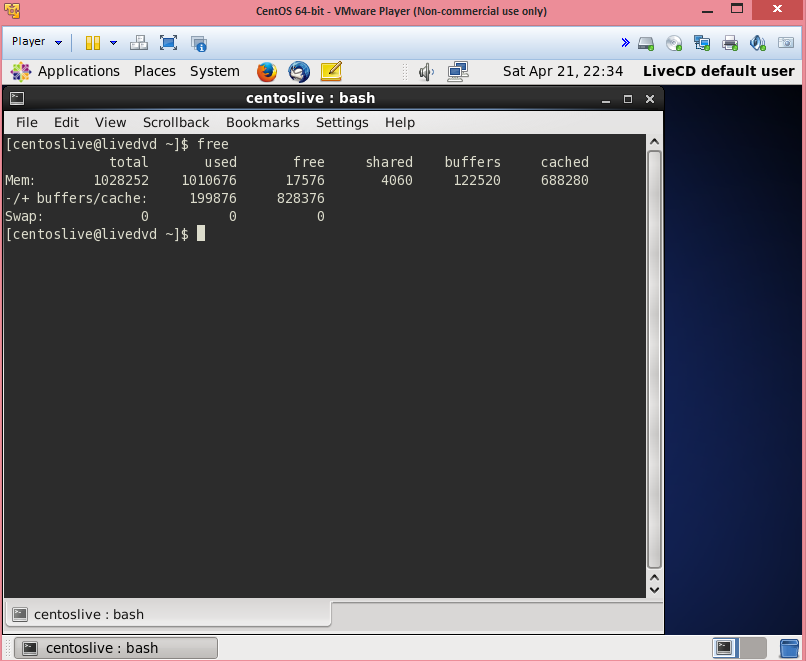 CentOS 64-bit - VMware Player (Non-commercial use only)
Player
Applications Places System Sat Apr 21, 22:34 LiveCD default user
centoslive : bash
File Edit View Scrollback Bookmarks Settings Help
[centoslive@livedvd ~]$ free
total used free shared buffers cached
Mem: 1028252 1010676 17576 4060 122520 688280
-/+ buffers/cache: 199876 828376
Swap: 0 0 0
[centoslive@livedvd ~]$
centoslive : bash
centoslive : bash